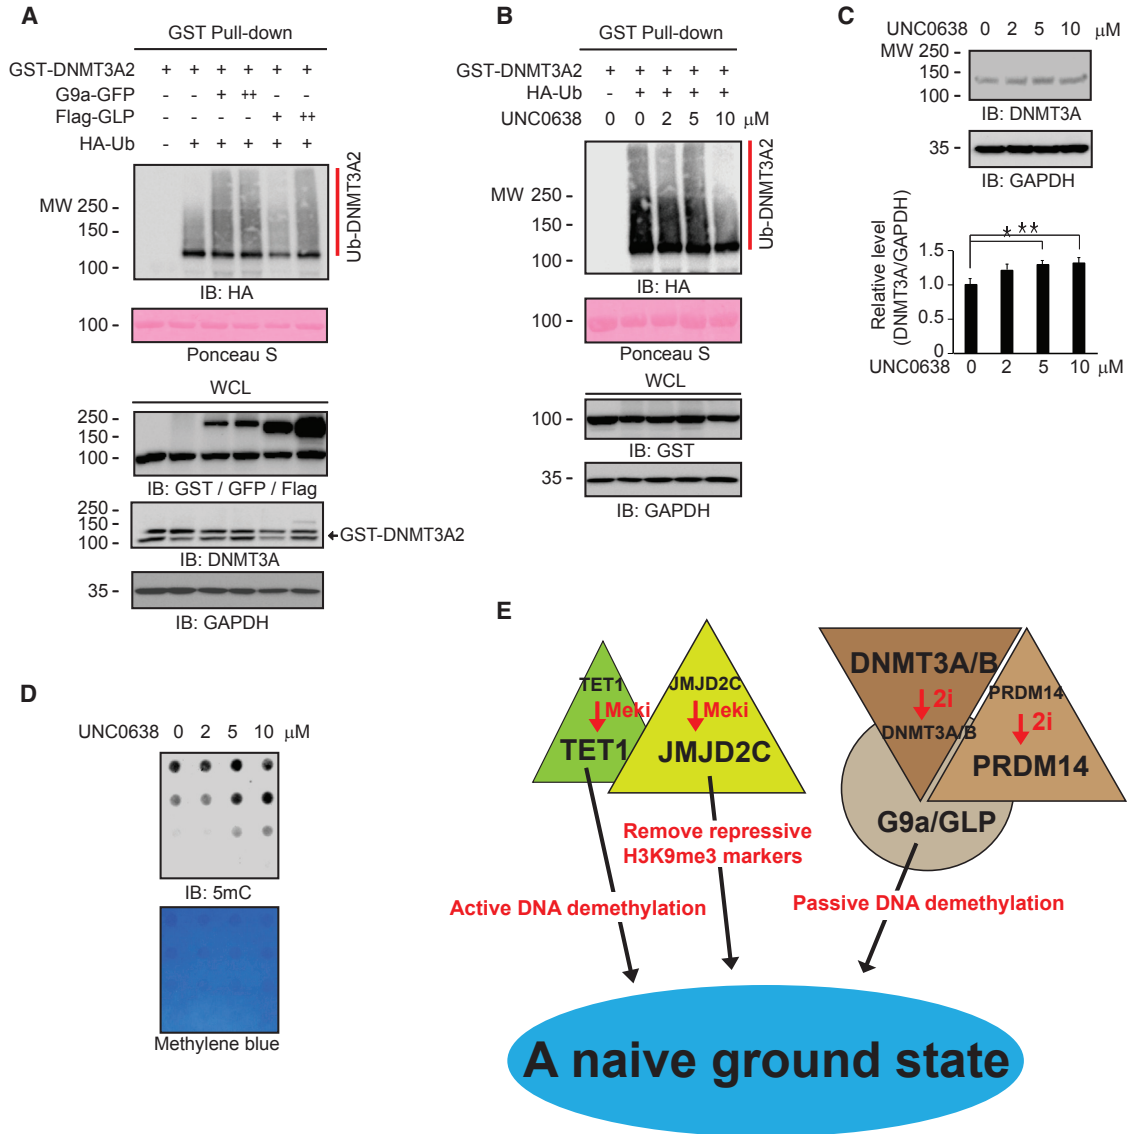 A
GST Pull-down
GST-DNMT3A2 + + + + + +
G9a-GFP - - + ++ - -
Flag-GLP - - - - + ++
HA-Ub - + + + + +
MW 250 -
150 -
100 -
Ub-DNMT3A2
IB: HA
100 -
Ponceau S
WCL
250 -
150 -
100 -
IB: GST / GFP / Flag
250 -
150 -
100 -
GST-DNMT3A2
IB: DNMT3A
35 -
IB: GAPDH
B
GST Pull-down
GST-DNMT3A2 + + + + +
HA-Ub - + + + +
UNC0638 0 0 2 5 10 μM
MW 250 -
150 -
100 -
Ub-DNMT3A2
IB: HA
100 -
Ponceau S
WCL
100 -
IB: GST
35 -
IB: GAPDH
C
UNC0638 0 2 5 10 μM
MW 250 -
150 -
100 -
IB: DNMT3A
35 -
IB: GAPDH
Relative level
(DNMT3A/GAPDH)
* **
1.5
1.0
0.5
0
UNC0638 0 2 5 10 μM
D
UNC0638 0 2 5 10 μM
IB: 5mC
Methylene blue
E
TET1
Meki
TET1
JMJD2C
Meki
JMJD2C
DNMT3A/B
2i
DNMT3A/B
PRDM14
2i
PRDM14
G9a/GLP
Remove repressive
H3K9me3 markers
Active DNA demethylation
Passive DNA demethylation
A naive ground state